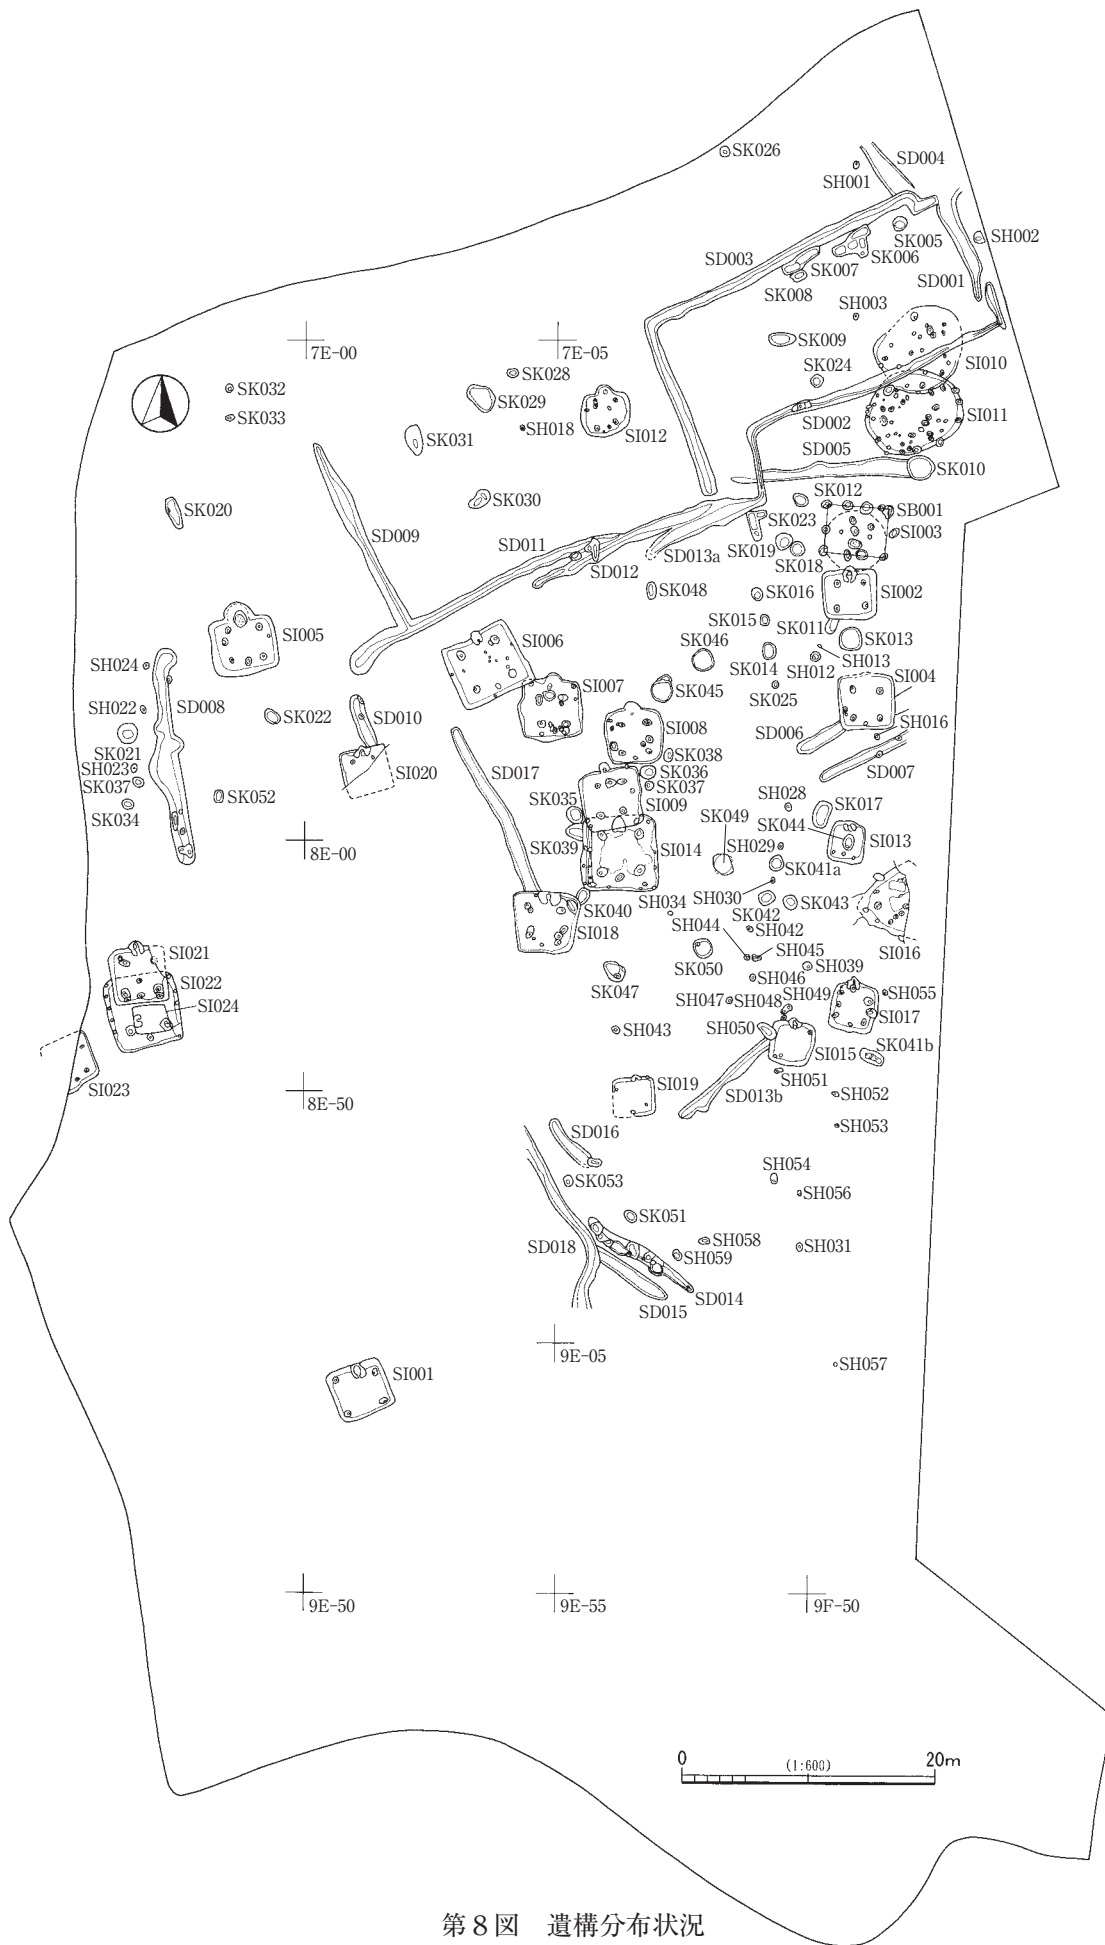 SK026
SD004
SH001
SK005
SH002
SK006
SD003
SK007
SK008
SD001
SH003
7E-00
7E-05
SK009
SI010
SK028
SK024
SK032
SK029
SK033
SH018
SI012
SD002
SI011
SK031
SD005
SK010
SK030
SK012
SB001
SK020
SK023
SI003
SD009
SD011
SD012
SD013a
SK019
SK018
SK048
SK016
SI002
SK015
SK011
SI005
SI006
SK046
SK013
SH013
SH024
SK014
SH012
SI004
SI007
SK045
SK025
SH022
SD008
SK022
SD010
SH016
SK021
SI008
SD006
SH023
SI020
SD017
SK038
SD007
SK037
SK036
SK037
SK052
SK035
SI009
SH028
SK034
SK049
SK017
SK044
SI013
8E-00
SK039
SI014
SH029
SK041a
SH030
SK040
SH034
SK042
SK043
SH044
SH042
SI018
SI016
SI021
SK050
SH045
SH039
SI022
SK047
SH046
SI024
SH047
SH048
SH049
SH055
SI017
SH043
SH050
SK041b
SI015
SI023
8E-50
SI019
SH051
SD013b
SH052
SH053
SD016
SK053
SH054
SH056
SK051
SD018
SH058
SH059
SH031
SD014
SD015
9E-05
SI001
SH057
9E-50
9E-55
9F-50
0 (1:600) 20m
第８図　遺構分布状況